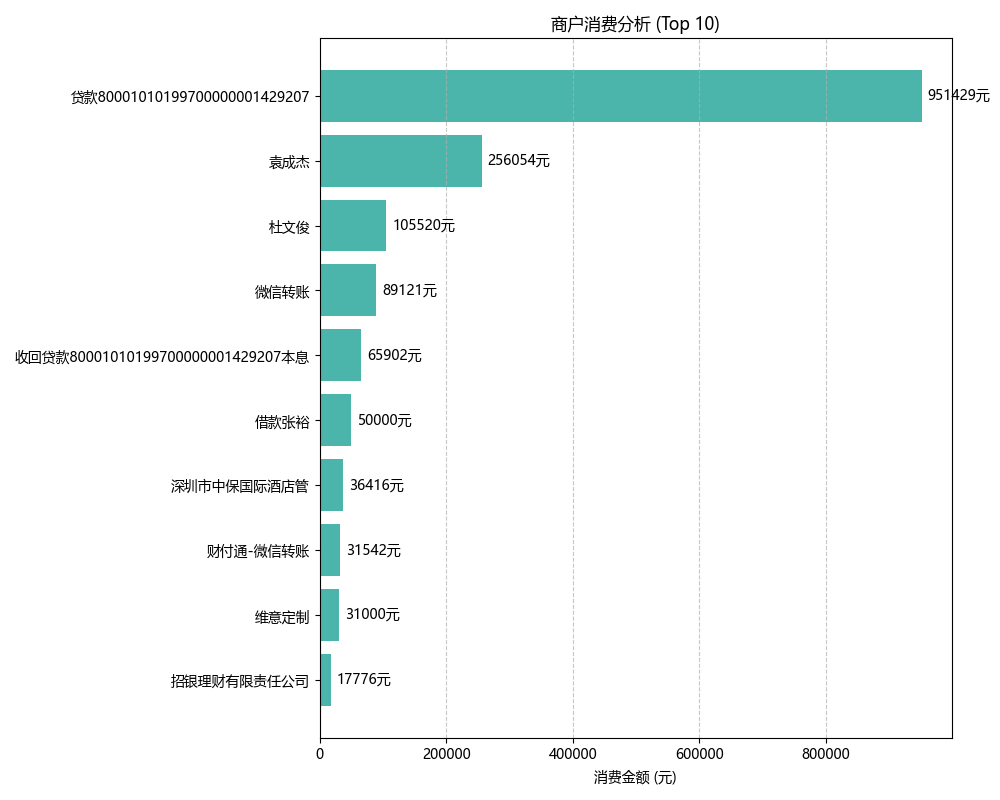 商户消费分析 (Top 10)
贷款80001010199700000001429207
951429元
袁成杰
256054元
杜文俊
105520元
微信转账
89121元
收回贷款80001010199700000001429207本息
65902元
借款张裕
50000元
深圳市中保国际酒店管
36416元
财付通-微信转账
31542元
维意定制
31000元
招银理财有限责任公司
17776元
0 200000 400000 600000 800000
消费金额 (元)